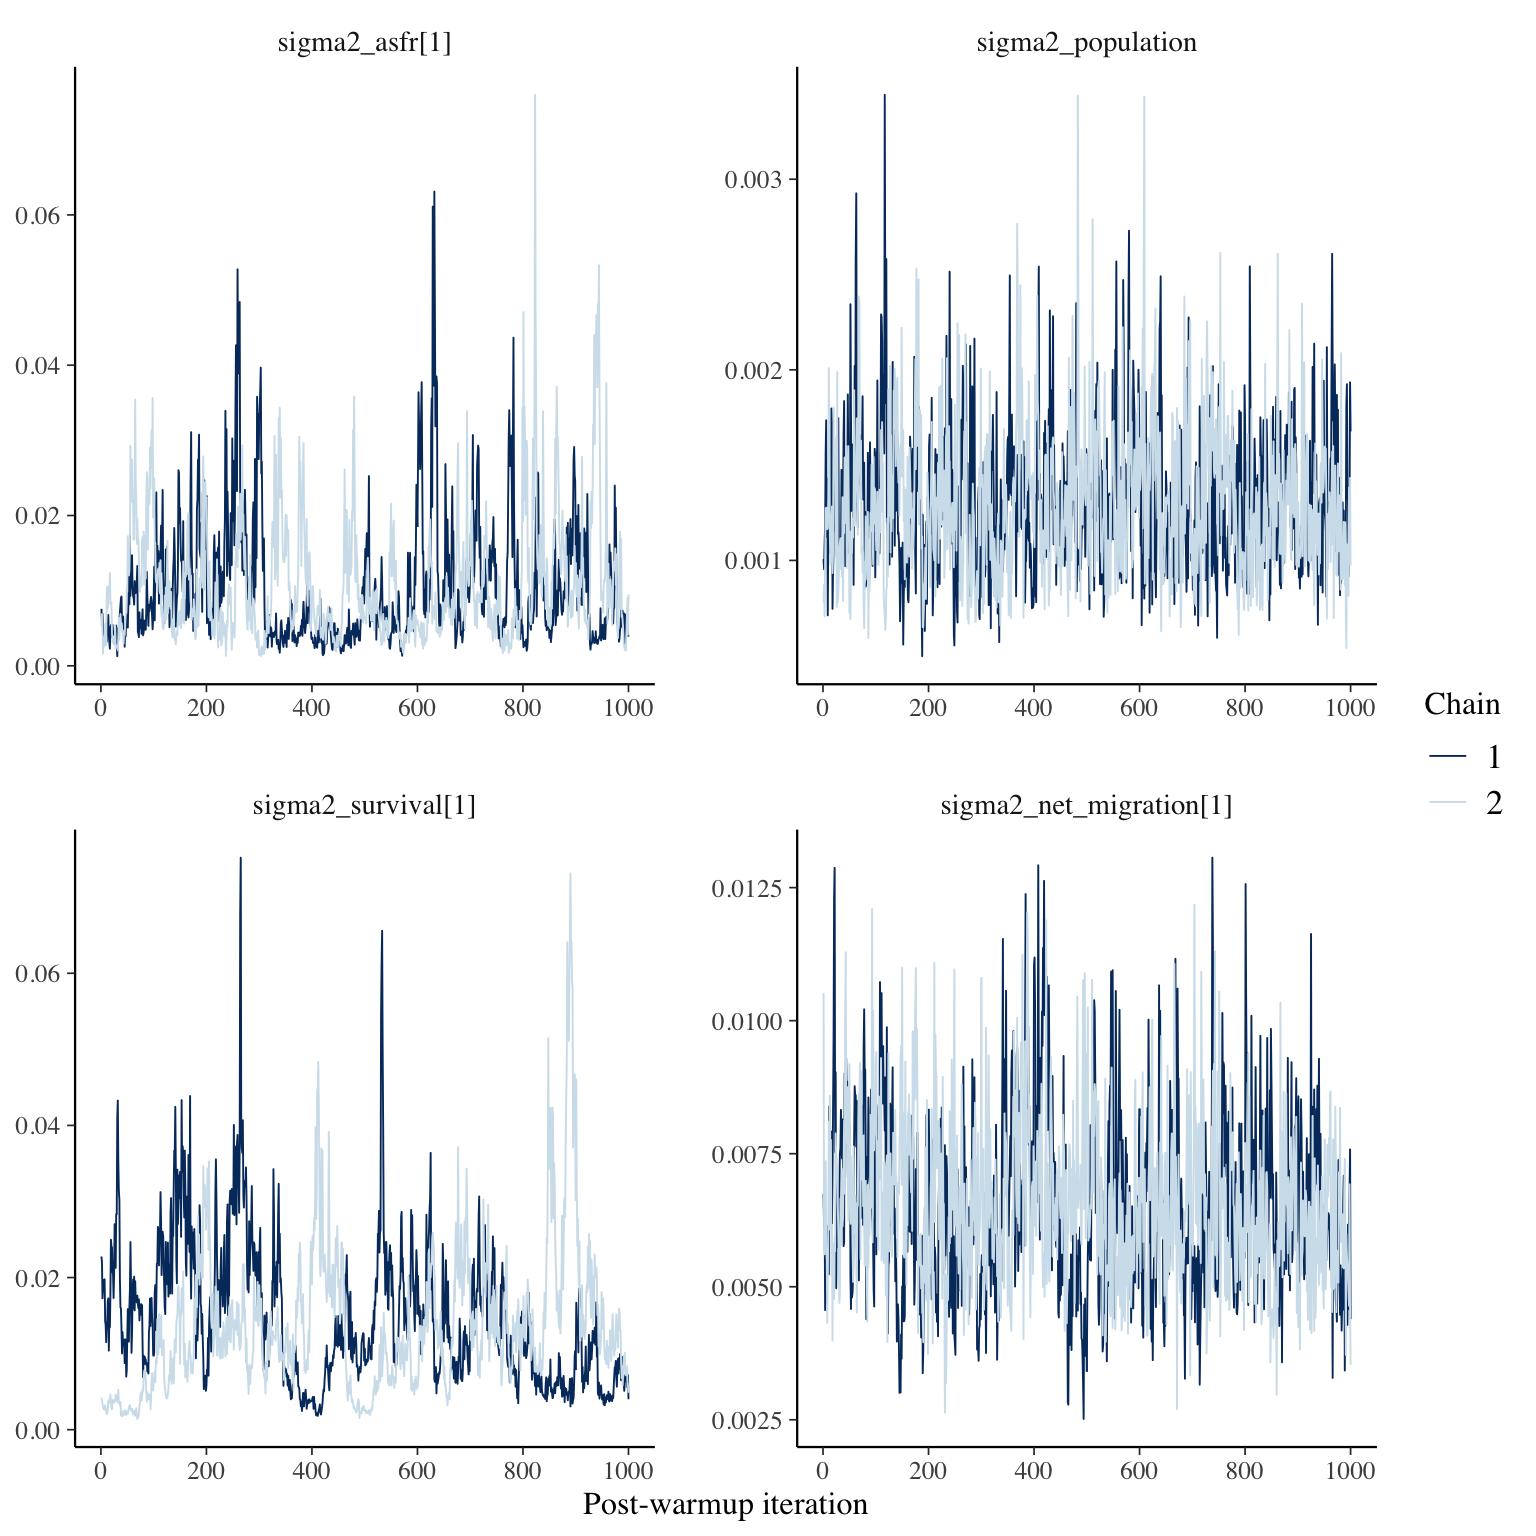 sigma2_asfr[1]
0.06
0.04
0.02
0.00
0 200 400 600 800 1000
sigma2_population
0.003
0.002
0.001
0 200 400 600 800 1000
sigma2_survival[1]
0.06
0.04
0.02
0.00
0 200 400 600 800 1000
sigma2_net_migration[1]
0.0125
0.0100
0.0075
0.0050
0.0025
0 200 400 600 800 1000
Post-warmup iteration
Chain
1
2